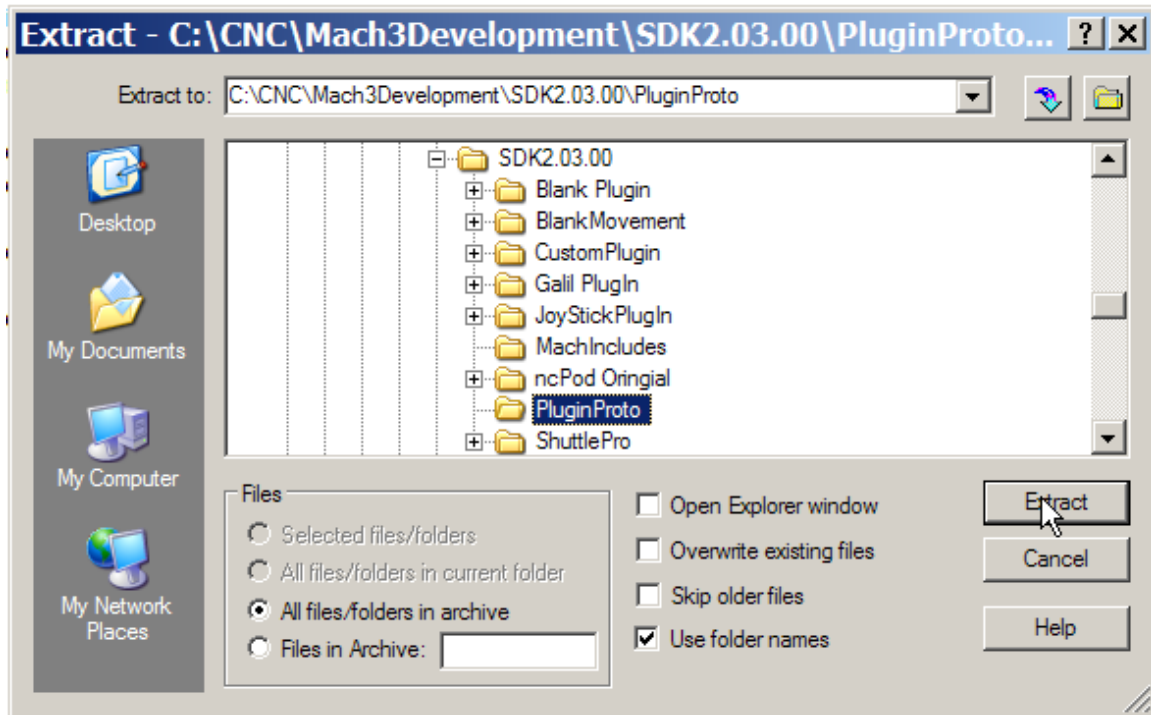 Extract - C:\CNC\Mach3Development\SDK2.03.00\PluginProto...
Extract to: C:\CNC\Mach3Development\SDK2.03.00\PluginProto
Desktop
My Documents
My Computer
My Network
Places
SDK2.03.00
Blank Plugin
BlankMovement
CustomPlugin
Galil PlugIn
JoyStickPlugIn
MachIncludes
ncPod Oringial
PluginProto
ShuttlePro
Files
Selected files/folders
All files/folders in current folder
All files/folders in archive
Files in Archive:
Open Explorer window
Overwrite existing files
Skip older files
Use folder names
Extract
Cancel
Help